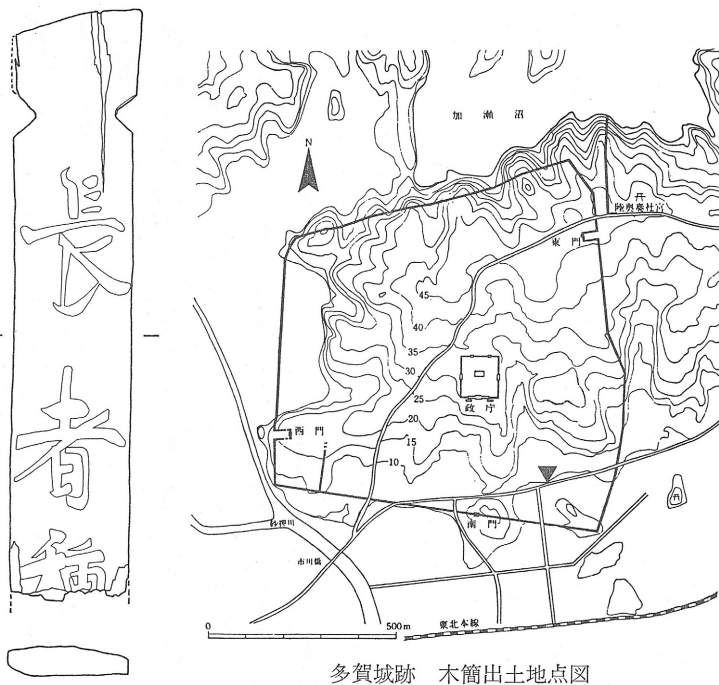 長者種
加瀬沼
N
陸奥總社宮
東門
45
40
35
30
25
20
15
10
政庁
西門
南門
砂押川
市川橋
東北本線
0 500m
多賀城跡 木簡出土地点図